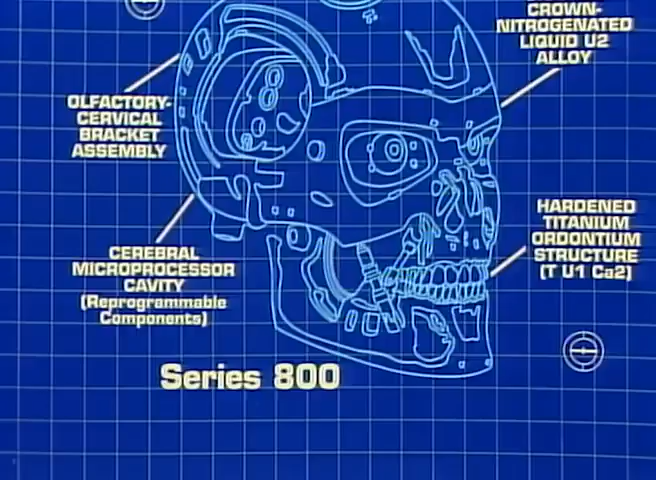 CROWN-
NITROGENATED
LIQUID U2
ALLOY
OLFACTORY-
CERVICAL
BRACKET
ASSEMBLY
HARDENED
TITANIUM
ORDONTIUM
STRUCTURE
(T U1 Ca2)
CEREBRAL
MICROPROCESSOR
CAVITY
(Reprogrammable
Components)
Series 800